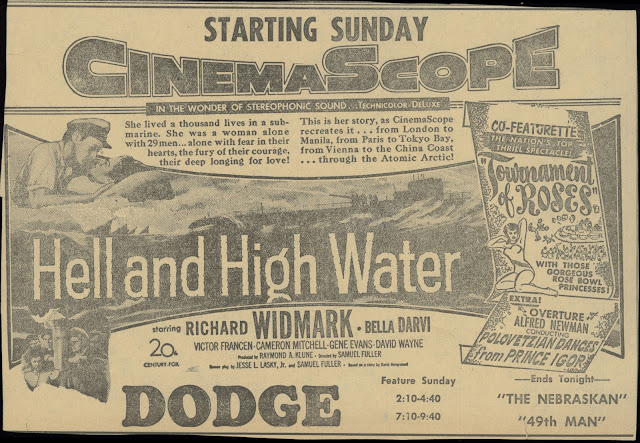 STARTING SUNDAY
CINEMASCOPE
IN THE WONDER OF STEREOPHONIC SOUND...TECHNICOLOR DELUXE
She lived a thousand lives in a sub-
marine. She was a woman alone
with 29 men...alone with fear in their
hearts, the fury of their courage,
their deep longing for love!
This is her story, as CinemaScope
recreates it...from London to
Manila, from Paris to Tokyo Bay,
from Vienna to the China Coast
...through the Atomic Arctic!
Hell and High Water
starring RICHARD WIDMARK · BELLA DARVI
VICTOR FRANCEN·CAMERON MITCHELL·GENE EVANS·DAVID WAYNE
Produced by RAYMOND A. KLUNE · Directed by SAMUEL FULLER
Screen play by JESSE L. LASKY, Jr. and SAMUEL FULLER · Based on a story by David Hempstead
20th
CENTURY-FOX
CO-FEATURETTE
THE NATION'S TOP
THRILL SPECTACLE!
"Tournament
of ROSES"
WITH THOSE
GORGEOUS
ROSE BOWL
PRINCESSES!
EXTRA!
OVERTURE
ALFRED NEWMAN
CONDUCTING
POLOVETZIAN DANCES
from PRINCE IGOR
DODGE
Feature Sunday
2:10-4:40
7:10-9:40
—Ends Tonight—
"THE NEBRASKAN"
"49th MAN"